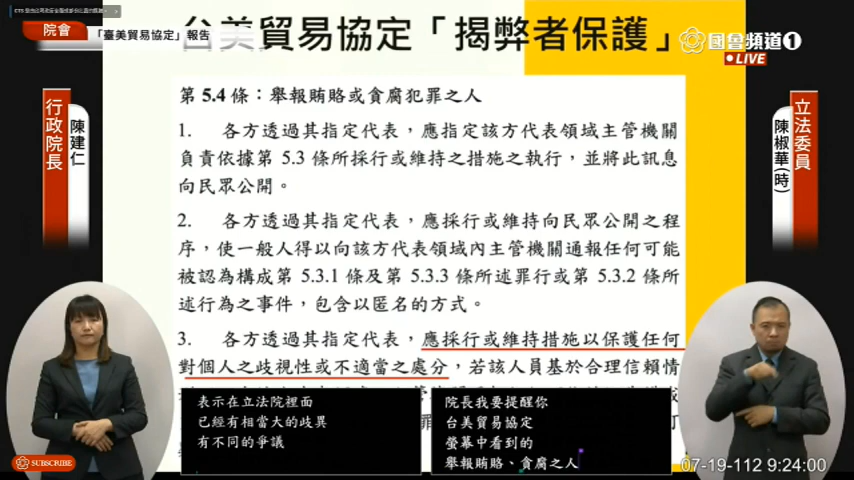 院會
「臺美貿易協定」報告
台美貿易協定「揭弊者保護」
國會頻道1
LIVE
行政院長
陳建仁
立法委員
陳椒華(時)
第 5.4 條：舉報賄賂或貪腐犯罪之人
1. 各方透過其指定代表，應指定該方代表領域主管機關
負責依據第 5.3 條所採行或維持之措施之執行，並將此訊息
向民眾公開。
2. 各方透過其指定代表，應採行或維持向民眾公開之程
序，使一般人得以向該方代表領域內主管機關通報任何可能
被認為構成第 5.3.1 條及第 5.3.3 條所述罪行或第 5.3.2 條所
述行為之事件，包含以匿名的方式。
3. 各方透過其指定代表，應採行或維持措施以保護任何
對個人之歧視性或不適當之處分，若該人員基於合理信賴情
表示在立法院裡面
已經有相當大的歧異
有不同的爭議
院長我要提醒你
台美貿易協定
螢幕中看到的
舉報賄賂、貪腐之人
SUBSCRIBE
07-19-112 9:24:00